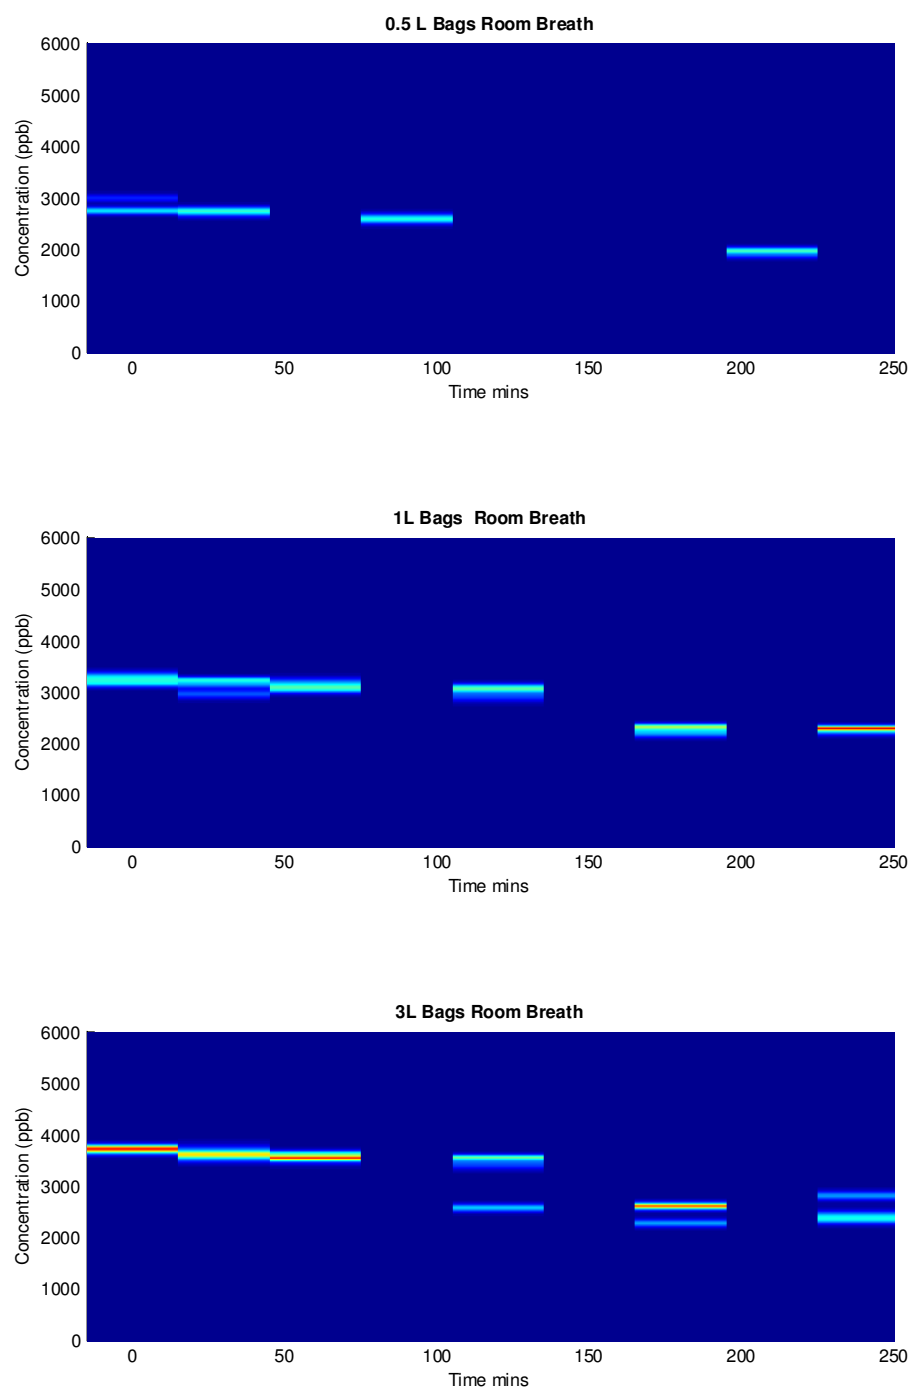 0.5 L Bags Room Breath
6000
5000
4000
3000
2000
1000
0
Concentration (ppb)
0 50 100 150 200 250
Time mins
1L Bags  Room Breath
6000
5000
4000
3000
2000
1000
0
Concentration (ppb)
0 50 100 150 200 250
Time mins
3L Bags Room Breath
6000
5000
4000
3000
2000
1000
0
Concentration (ppb)
0 50 100 150 200 250
Time mins